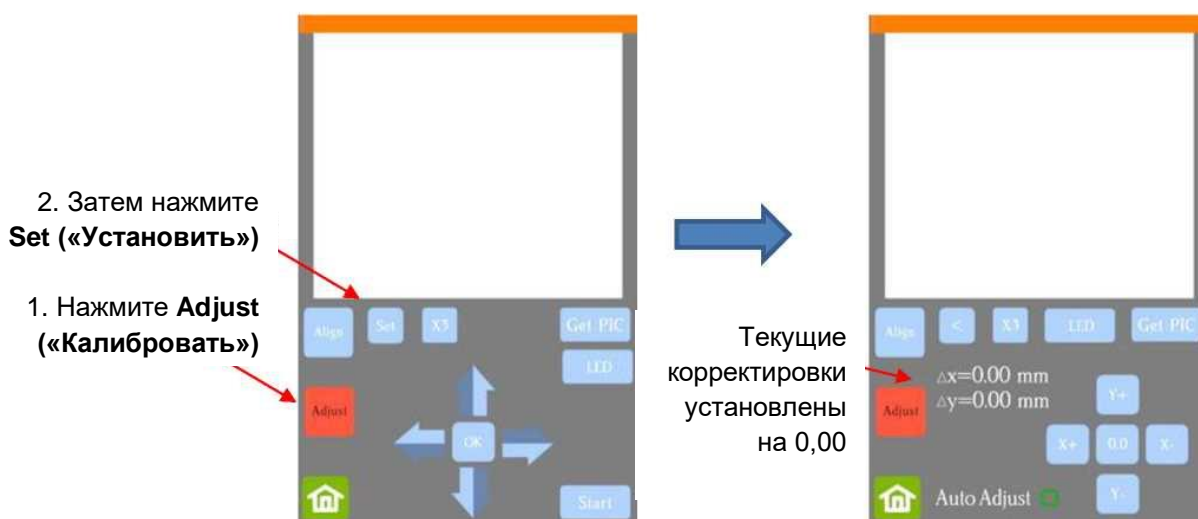 2. Затем нажмите
Set («Установить»)
1. Нажмите Adjust
(«Калибровать»)
Align
Set
X3
Get PIC
LED
Adjust
OK
Start
Текущие
корректировки
установлены
на 0,00
Align
<
X3
LED
Get PIC
△x=0.00 mm
△y=0.00 mm
Adjust
Y+
X+
0.0
X-
Y-
Auto Adjust